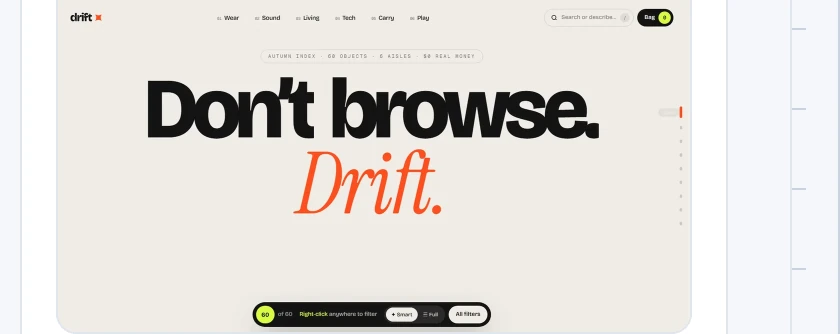 drift
01 Wear 02 Sound 03 Living 04 Tech 05 Carry 06 Play
Search or describe... /
Bag 0
AUTUMN INDEX · 60 OBJECTS · 6 AISLES · $0 REAL MONEY
Don't browse.
Drift.
60 of 60 Right-click anywhere to filter + Smart ☰ Full All filters